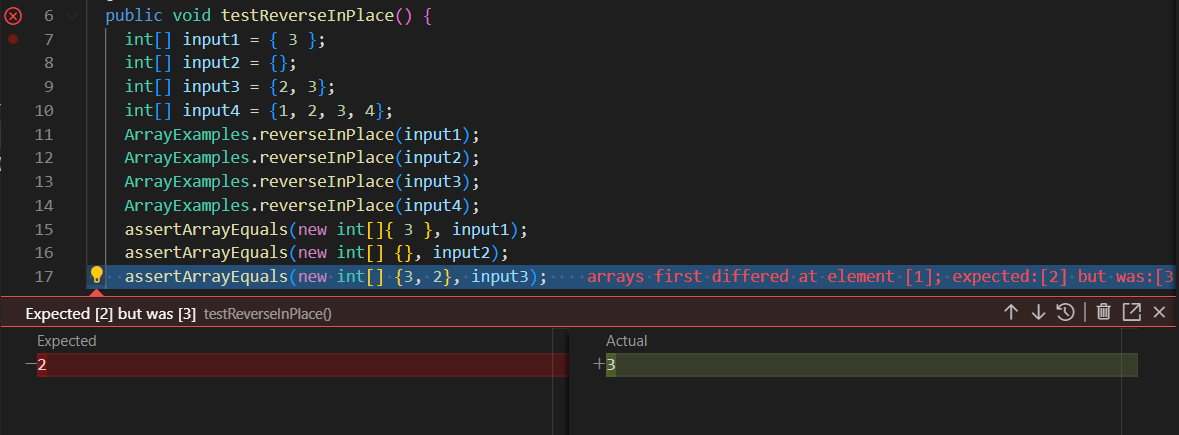 6 public void testReverseInPlace() {
7 int[] input1 = { 3 };
8 int[] input2 = {};
9 int[] input3 = {2, 3};
10 int[] input4 = {1, 2, 3, 4};
11 ArrayExamples.reverseInPlace(input1);
12 ArrayExamples.reverseInPlace(input2);
13 ArrayExamples.reverseInPlace(input3);
14 ArrayExamples.reverseInPlace(input4);
15 assertArrayEquals(new int[]{ 3 }, input1);
16 assertArrayEquals(new int[] {}, input2);
17 assertArrayEquals(new int[] {3, 2}, input3); arrays first differed at element [1]; expected:[2] but was:[3
Expected [2] but was [3] testReverseInPlace()
Expected Actual
−2 +3